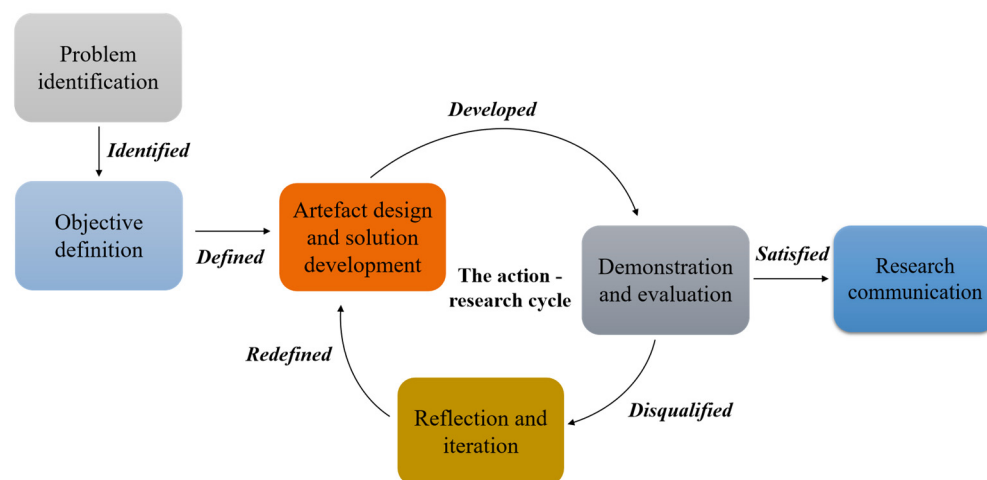 Problem
identification
Identified
Objective
definition
Defined
Artefact design
and solution
development
Developed
The action -
research cycle
Demonstration
and evaluation
Satisfied
Research
communication
Disqualified
Reflection and
iteration
Redefined